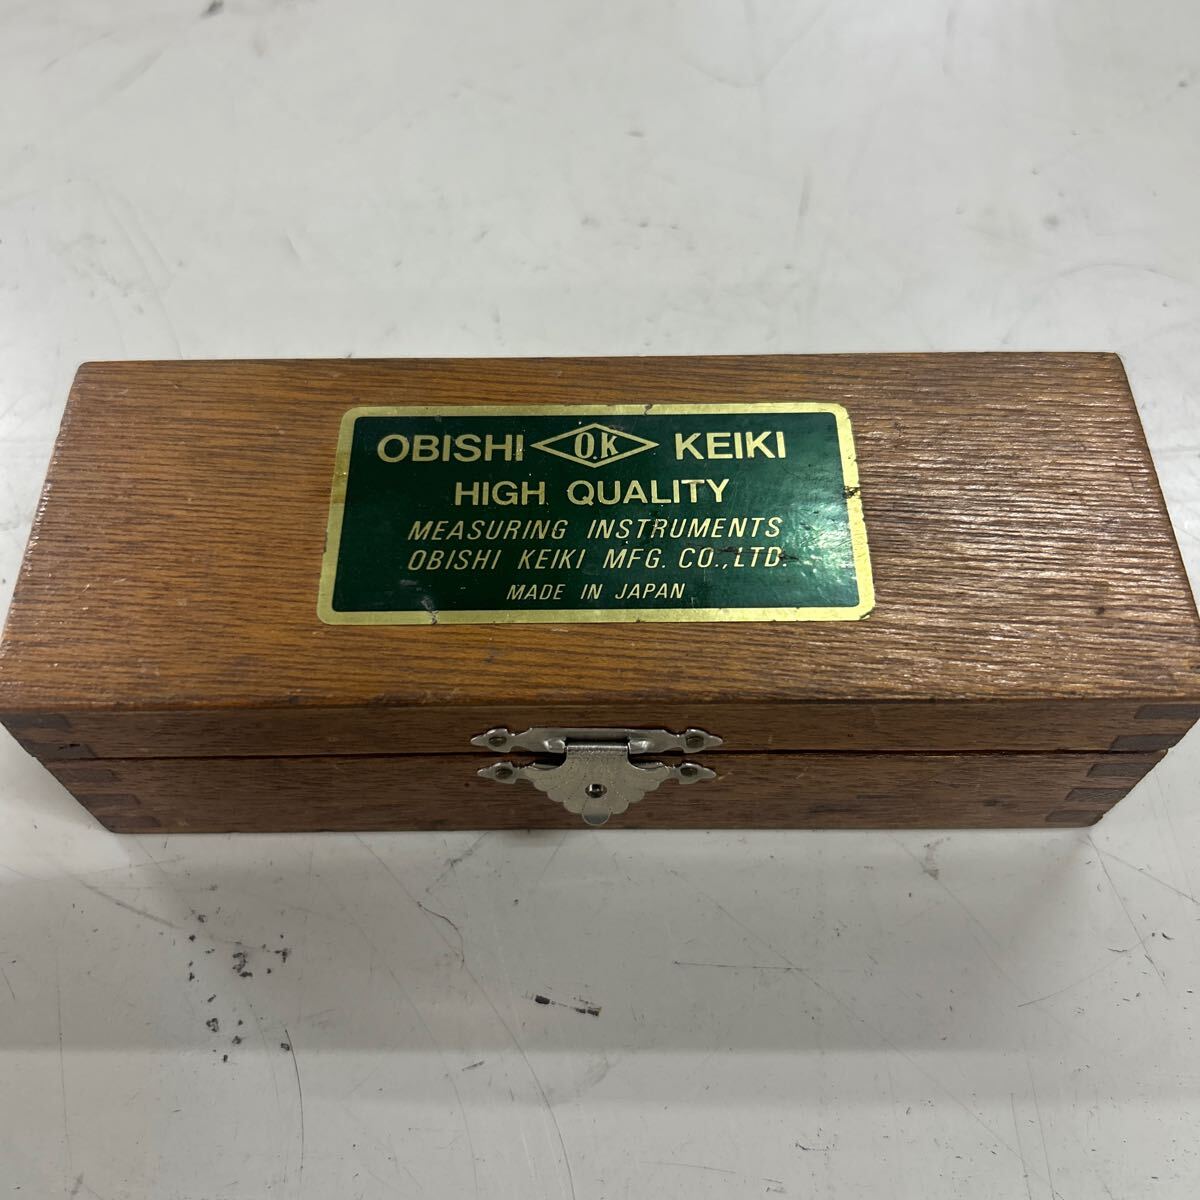 OBISHI O.K KEIKI
HIGH QUALITY
MEASURING INSTRUMENTS
OBISHI KEIKI MFG. CO.,LTD.
MADE IN JAPAN